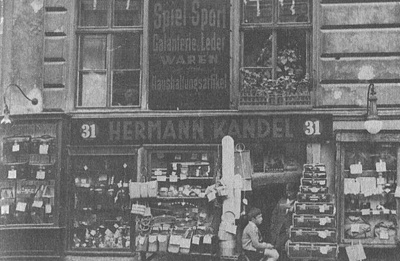 Spiel Sport
Galanterie, Leder
WAREN
Haushaltungsartikel
31 HERMANN KANDEL 31